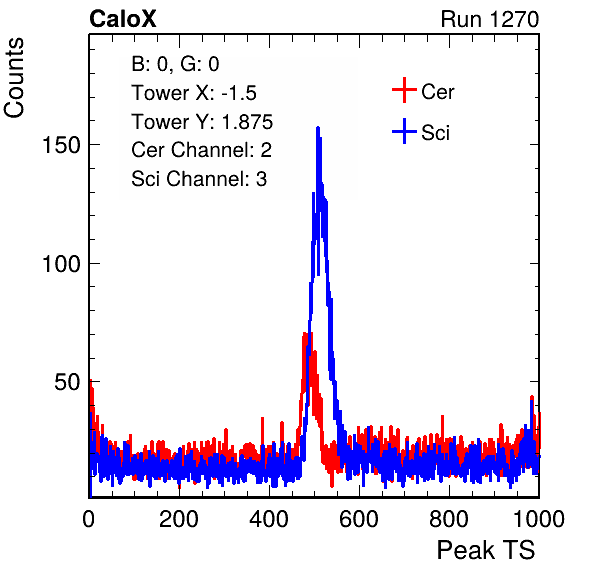 CaloX Run 1270
Counts
B: 0, G: 0
Tower X: -1.5
Tower Y: 1.875
Cer Channel: 2
Sci Channel: 3
Cer
Sci
150
100
50
0 200 400 600 800 1000
Peak TS